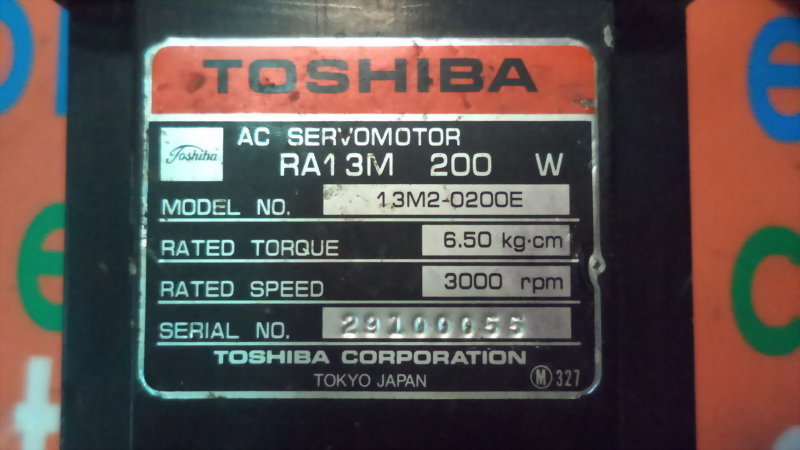 TOSHIBA
Toshiba
AC SERVOMOTOR
RA13M 200 W
MODEL NO. 13M2-0200E
RATED TORQUE 6.50 kg·cm
RATED SPEED 3000 rpm
SERIAL NO. 29100055
TOSHIBA CORPORATION
TOKYO JAPAN
M 327